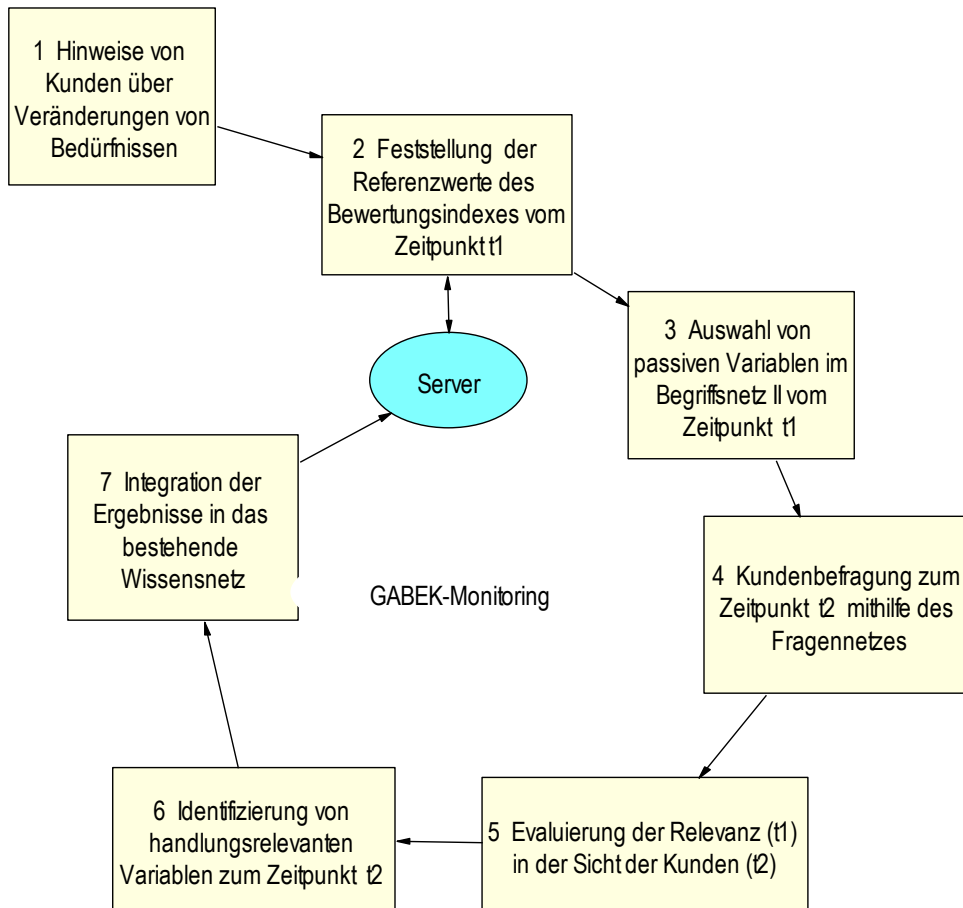 1 Hinweise von
Kunden über
Veränderungen von
Bedürfnissen
2 Feststellung der
Referenzwerte des
Bewertungsindexes vom
Zeitpunkt t1
3 Auswahl von
passiven Variablen im
Begriffsnetz II vom
Zeitpunkt t1
Server
7 Integration der
Ergebnisse in das
bestehende
Wissensnetz
GABEK-Monitoring
4 Kundenbefragung zum
Zeitpunkt t2 mithilfe des
Fragennetzes
5 Evaluierung der Relevanz (t1)
in der Sicht der Kunden (t2)
6 Identifizierung von
handlungsrelevanten
Variablen zum Zeitpunkt t2